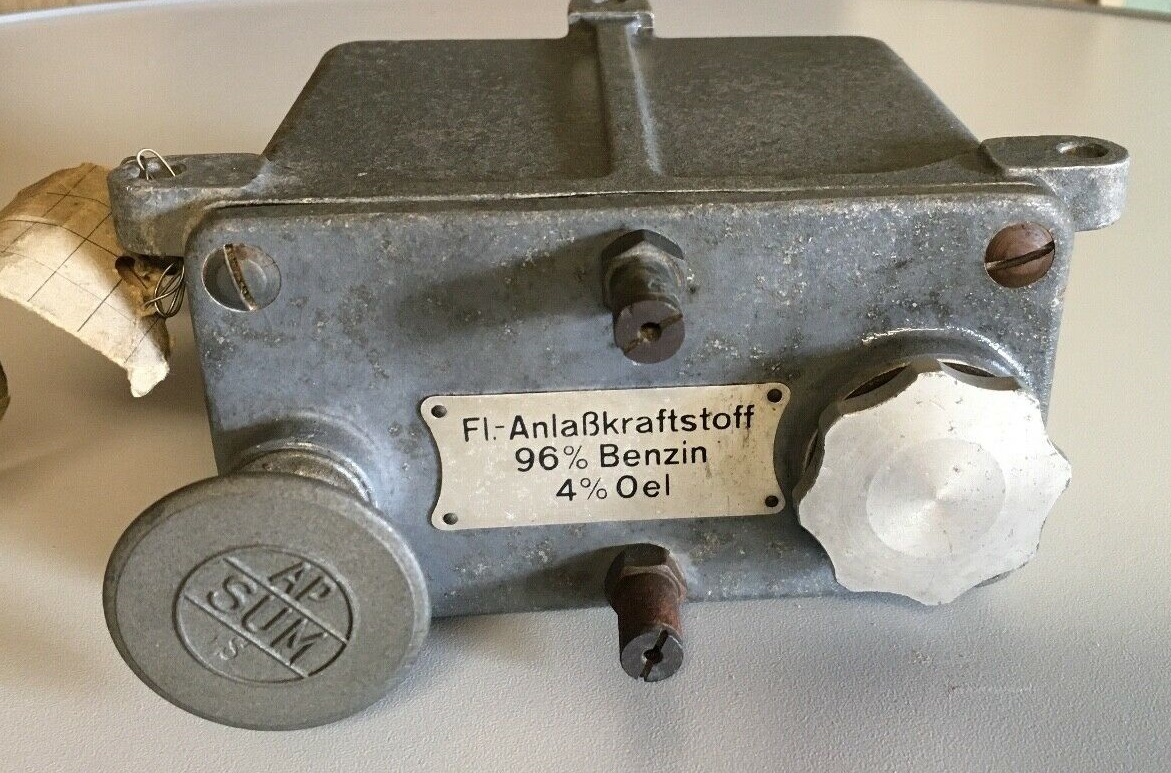 Fl.-Anlaßkraftstoff
96% Benzin
4% Oel
AP
SUM
S